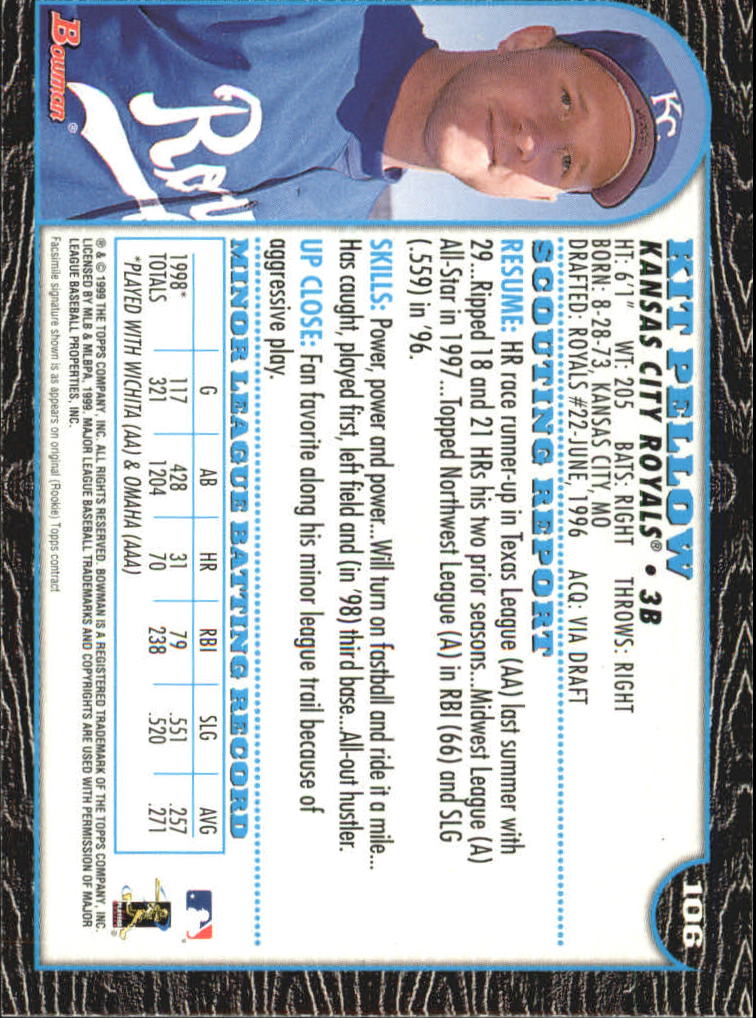 106
KIT PELLOW
KANSAS CITY ROYALS® • 3B
HT: 6'1" WT: 205 BATS: RIGHT THROWS: RIGHT
BORN: 8-28-73, KANSAS CITY, MO
DRAFTED: ROYALS #22-JUNE, 1996 ACQ: VIA DRAFT
SCOUTING REPORT
RESUME: HR race runner-up in Texas League (AA) last summer with
29...Ripped 18 and 21 HRs his two prior seasons...Midwest League (A)
All-Star in 1997...Topped Northwest League (A) in RBI (66) and SLG
(.559) in '96.
SKILLS: Power, power and power...Will turn on fastball and ride it a mile...
Has caught, played first, left field and (in '98) third base...All-out hustler.
UP CLOSE: Fan favorite along his minor league trail because of
aggressive play.
MINOR LEAGUE BATTING RECORD
G AB HR RBI SLG AVG
1998* 117 428 31 79 .551 .257
TOTALS 321 1204 70 238 .520 .271
*PLAYED WITH WICHITA (AA) & OMAHA (AAA)
® & © 1999 THE TOPPS COMPANY, INC. ALL RIGHTS RESERVED. BOWMAN IS A REGISTERED TRADEMARK OF THE TOPPS COMPANY, INC.
LICENSED BY MLB & MLBPA, 1999. MAJOR LEAGUE BASEBALL TRADEMARKS AND COPYRIGHTS ARE USED WITH PERMISSION OF MAJOR
LEAGUE BASEBALL PROPERTIES, INC.
Facsimile signature shown is as appears on original (Rookie) Topps contract
KC
Roy
Bowman®